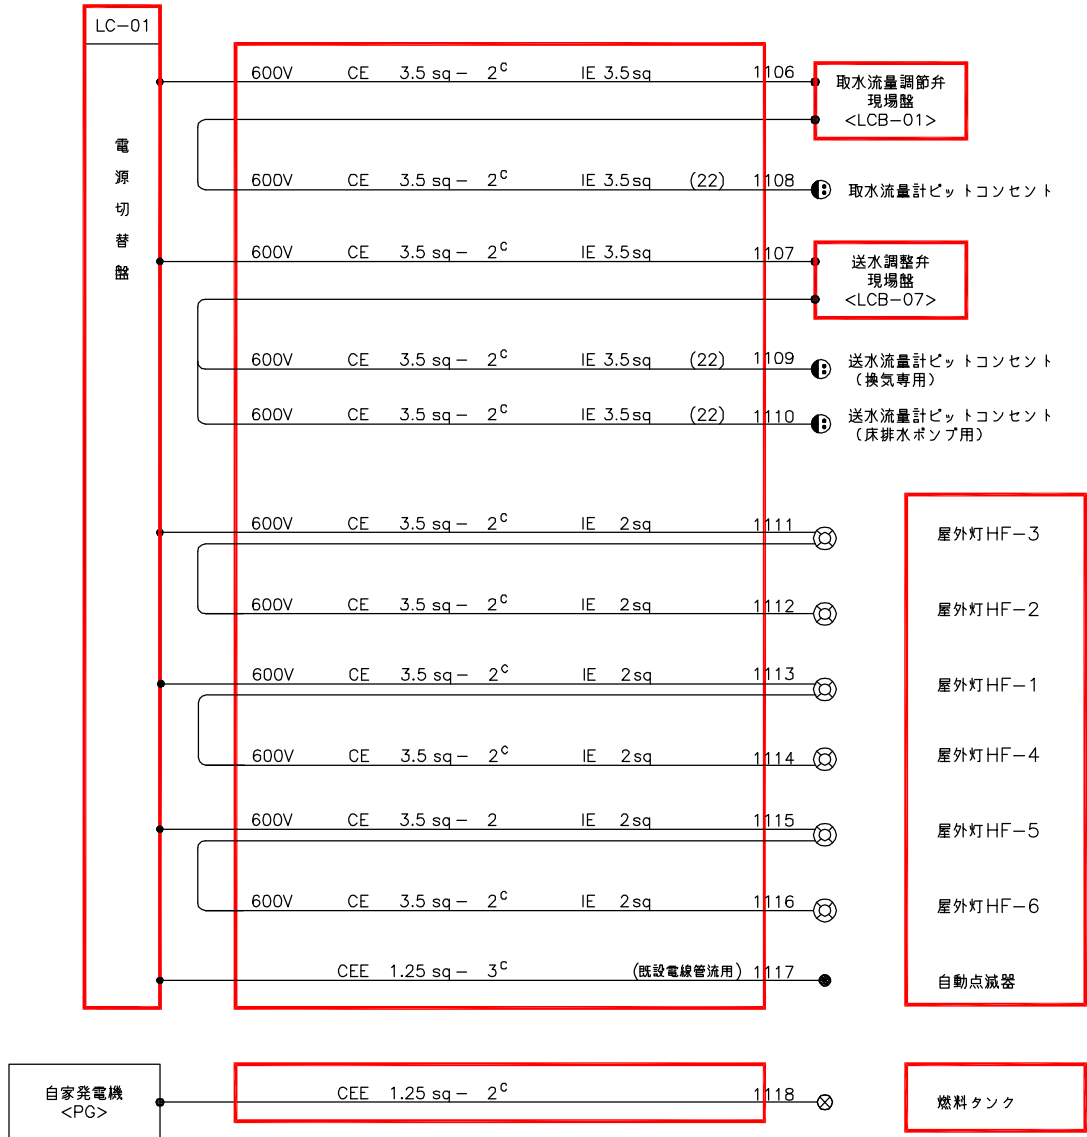 LC-01
電源切替盤
600V CE 3.5 sq - 2C IE 3.5sq 1106
取水流量調節弁
現場盤
<LCB-01>
600V CE 3.5 sq - 2C IE 3.5sq (22) 1108 取水流量計ピットコンセント
600V CE 3.5 sq - 2C IE 3.5sq 1107
送水調整弁
現場盤
<LCB-07>
600V CE 3.5 sq - 2C IE 3.5sq (22) 1109 送水流量計ピットコンセント
(換気専用)
600V CE 3.5 sq - 2C IE 3.5sq (22) 1110 送水流量計ピットコンセント
(床排水ポンプ用)
600V CE 3.5 sq - 2C IE 2sq 1111 屋外灯HF-3
600V CE 3.5 sq - 2C IE 2sq 1112 屋外灯HF-2
600V CE 3.5 sq - 2C IE 2sq 1113 屋外灯HF-1
600V CE 3.5 sq - 2C IE 2sq 1114 屋外灯HF-4
600V CE 3.5 sq - 2 IE 2sq 1115 屋外灯HF-5
600V CE 3.5 sq - 2C IE 2sq 1116 屋外灯HF-6
CEE 1.25 sq - 3C (既設電線管流用) 1117 自動点滅器
自家発電機
<PG>
CEE 1.25 sq - 2C 1118 燃料タンク